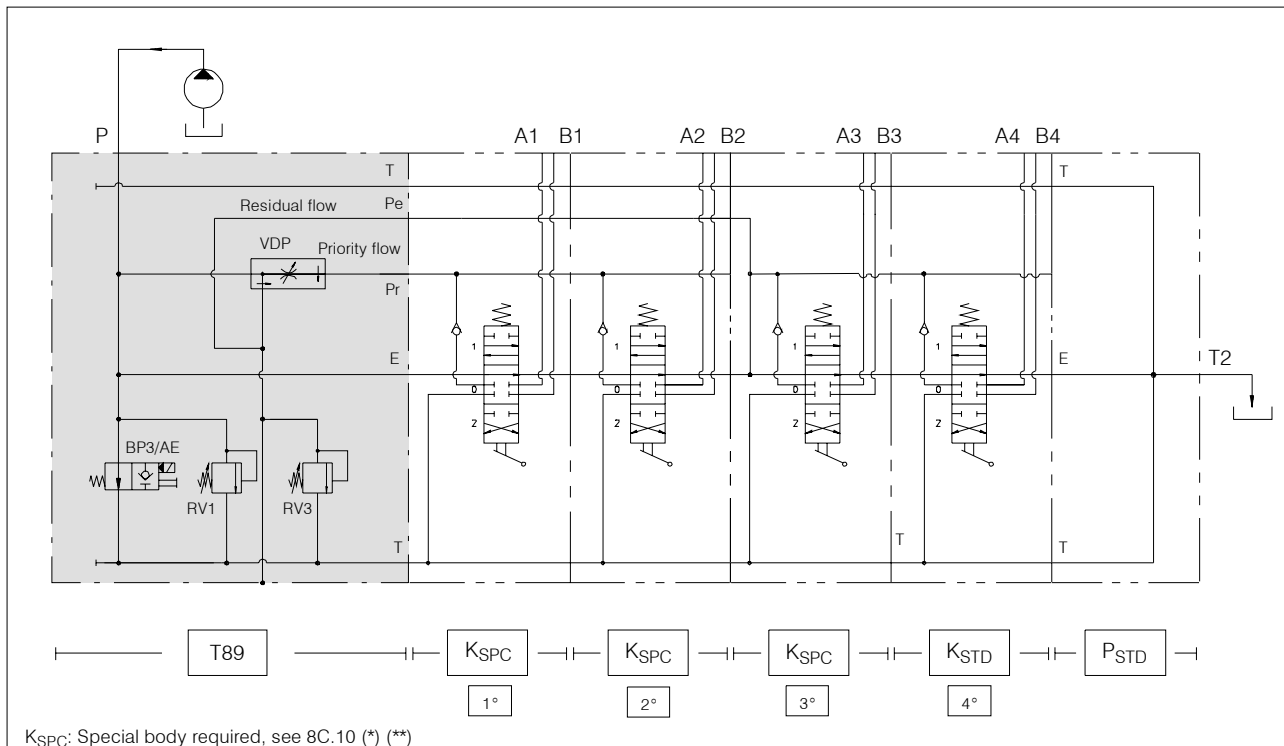 P
A1 B1 A2 B2 A3 B3 A4 B4
T T
Residual flow Pe
VDP Priority flow
Pr
1 1 1 1
E E T2
0 0 0 0
2 2 2 2
BP3/AE
RV1 RV3
T T T
T89 KSPC KSPC KSPC KSTD PSTD
1° 2° 3° 4°
KSPC: Special body required, see 8C.10 (*) (**)